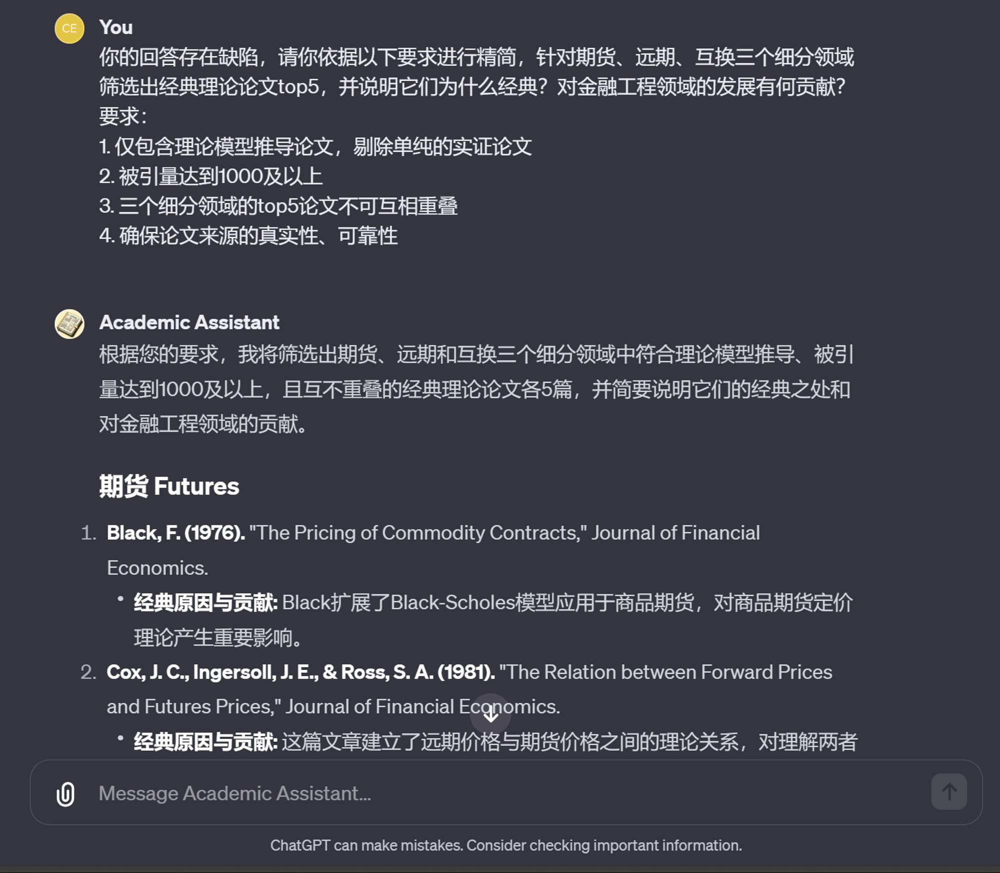 CE
You
你的回答存在缺陷，请你依据以下要求进行精简，针对期货、远期、互换三个细分领域
筛选出经典理论论文top5，并说明它们为什么经典？对金融工程领域的发展有何贡献？
要求：
1. 仅包含理论模型推导论文，剔除单纯的实证论文
2. 被引量达到1000及以上
3. 三个细分领域的top5论文不可互相重叠
4. 确保论文来源的真实性、可靠性
Academic Assistant
根据您的要求，我将筛选出期货、远期和互换三个细分领域中符合理论模型推导、被引
量达到1000及以上，且互不重叠的经典理论论文各5篇，并简要说明它们的经典之处和
对金融工程领域的贡献。
期货 Futures
1. Black, F. (1976). "The Pricing of Commodity Contracts," Journal of Financial
Economics.
• 经典原因与贡献: Black扩展了Black-Scholes模型应用于商品期货，对商品期货定价
理论产生重要影响。
2. Cox, J. C., Ingersoll, J. E., & Ross, S. A. (1981). "The Relation between Forward Prices
and Futures Prices," Journal of Financial Economics.
• 经典原因与贡献: 这篇文章建立了远期价格与期货价格之间的理论关系，对理解两者
Message Academic Assistant...
ChatGPT can make mistakes. Consider checking important information.